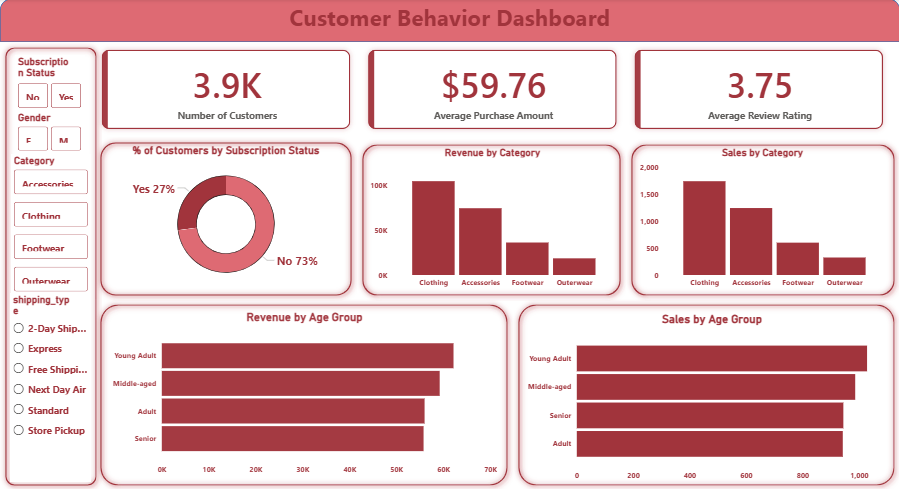 Customer Behavior Dashboard
Subscriptio
n Status
No
Yes
Gender
F
M
Category
Accessories
Clothing
Footwear
Outerwear
shipping_typ
e
2-Day Ship...
Express
Free Shippi...
Next Day Air
Standard
Store Pickup
3.9K
Number of Customers
$59.76
Average Purchase Amount
3.75
Average Review Rating
% of Customers by Subscription Status
Yes 27%
No 73%
Revenue by Category
100K
50K
0K
Clothing Accessories Footwear Outerwear
Sales by Category
2,000
1,500
1,000
500
0
Clothing Accessories Footwear Outerwear
Revenue by Age Group
Young Adult
Middle-aged
Adult
Senior
0K 10K 20K 30K 40K 50K 60K 70K
Sales by Age Group
Young Adult
Middle-aged
Senior
Adult
0 200 400 600 800 1,000